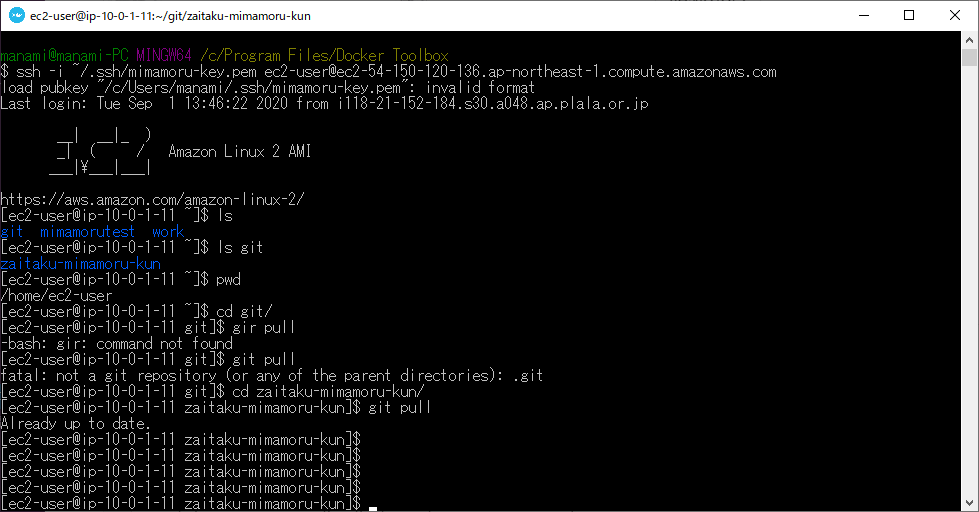 ec2-user@ip-10-0-1-11:~/git/zaitaku-mimamoru-kun
manami@manami-PC MINGW64 /c/Program Files/Docker Toolbox
$ ssh -i ~/.ssh/mimamoru-key.pem ec2-user@ec2-54-150-120-136.ap-northeast-1.compute.amazonaws.com
load pubkey "/c/Users/manami/.ssh/mimamoru-key.pem": invalid format
Last login: Tue Sep  1 13:46:22 2020 from i118-21-152-184.s30.a048.ap.plala.or.jp
       __|  __|_  )
       _|  (     /   Amazon Linux 2 AMI
      ___|¥___|___|
https://aws.amazon.com/amazon-linux-2/
[ec2-user@ip-10-0-1-11 ~]$ ls
git  mimamorutest  work
[ec2-user@ip-10-0-1-11 ~]$ ls git
zaitaku-mimamoru-kun
[ec2-user@ip-10-0-1-11 ~]$ pwd
/home/ec2-user
[ec2-user@ip-10-0-1-11 ~]$ cd git/
[ec2-user@ip-10-0-1-11 git]$ gir pull
-bash: gir: command not found
[ec2-user@ip-10-0-1-11 git]$ git pull
fatal: not a git repository (or any of the parent directories): .git
[ec2-user@ip-10-0-1-11 git]$ cd zaitaku-mimamoru-kun/
[ec2-user@ip-10-0-1-11 zaitaku-mimamoru-kun]$ git pull
Already up to date.
[ec2-user@ip-10-0-1-11 zaitaku-mimamoru-kun]$
[ec2-user@ip-10-0-1-11 zaitaku-mimamoru-kun]$
[ec2-user@ip-10-0-1-11 zaitaku-mimamoru-kun]$
[ec2-user@ip-10-0-1-11 zaitaku-mimamoru-kun]$
[ec2-user@ip-10-0-1-11 zaitaku-mimamoru-kun]$